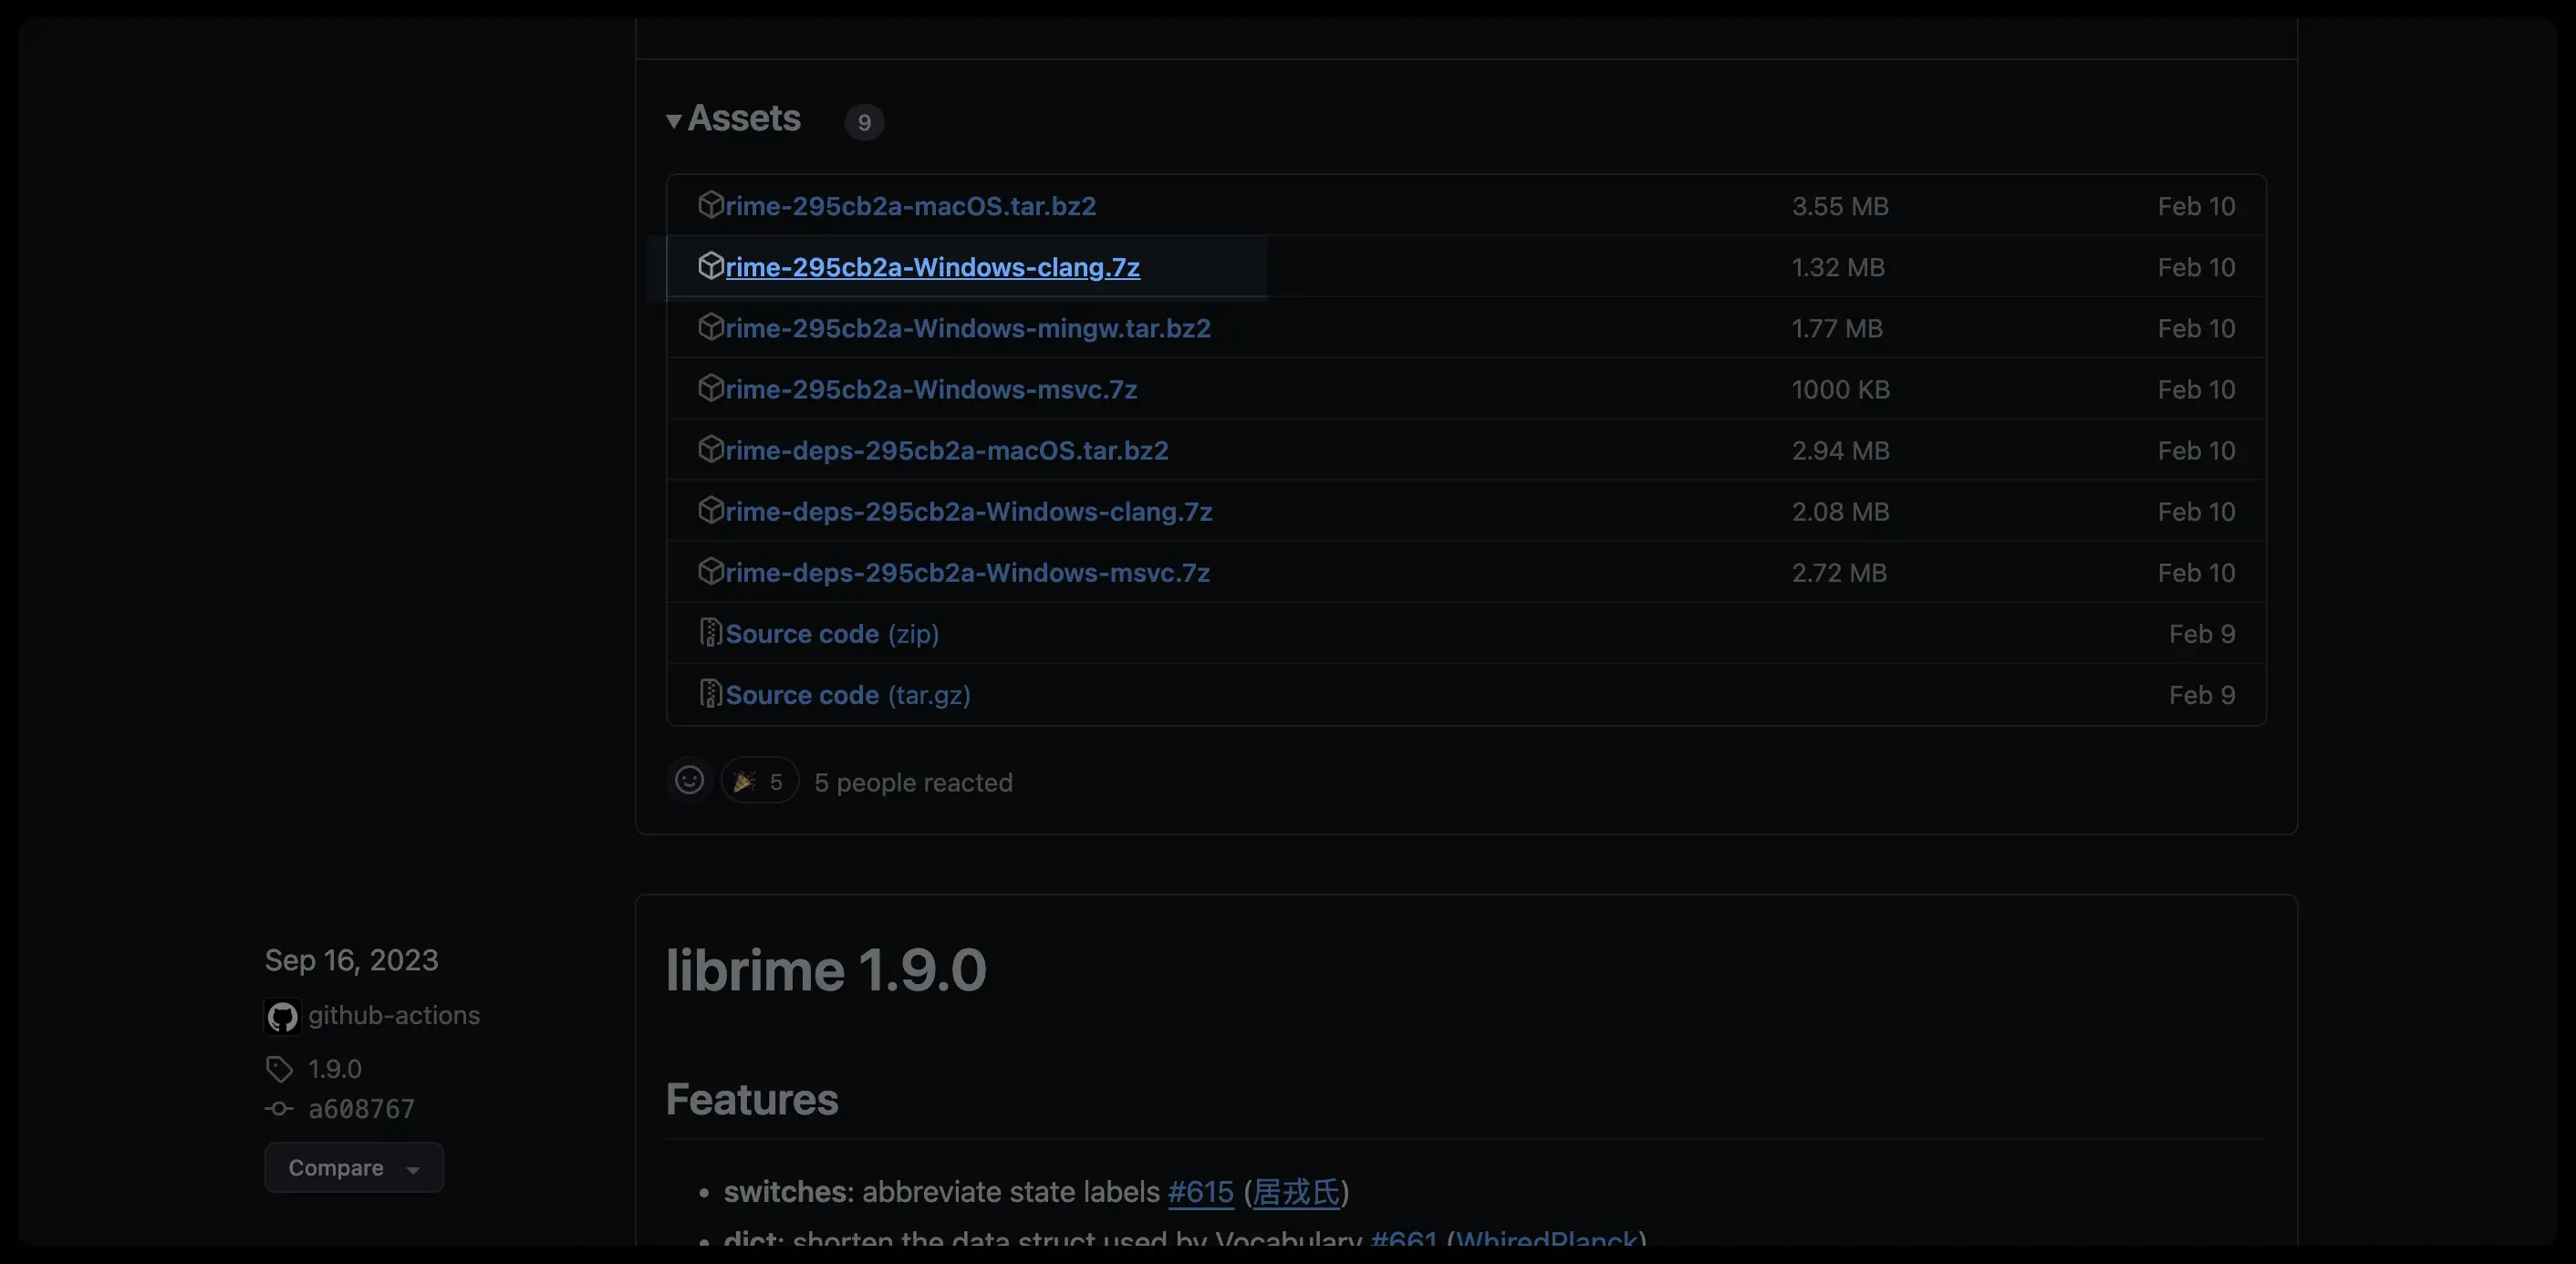 Assets 9
rime-295cb2a-macOS.tar.bz2 3.55 MB Feb 10
rime-295cb2a-Windows-clang.7z 1.32 MB Feb 10
rime-295cb2a-Windows-mingw.tar.bz2 1.77 MB Feb 10
rime-295cb2a-Windows-msvc.7z 1000 KB Feb 10
rime-deps-295cb2a-macOS.tar.bz2 2.94 MB Feb 10
rime-deps-295cb2a-Windows-clang.7z 2.08 MB Feb 10
rime-deps-295cb2a-Windows-msvc.7z 2.72 MB Feb 10
Source code (zip) Feb 9
Source code (tar.gz) Feb 9
5 5 people reacted
Sep 16, 2023
github-actions
1.9.0
a608767
Compare
librime 1.9.0
Features
• switches: abbreviate state labels #615 (居戎氏)
• dict: shorten the data struct used by Vocabulary #661 (WhiredPlanck)